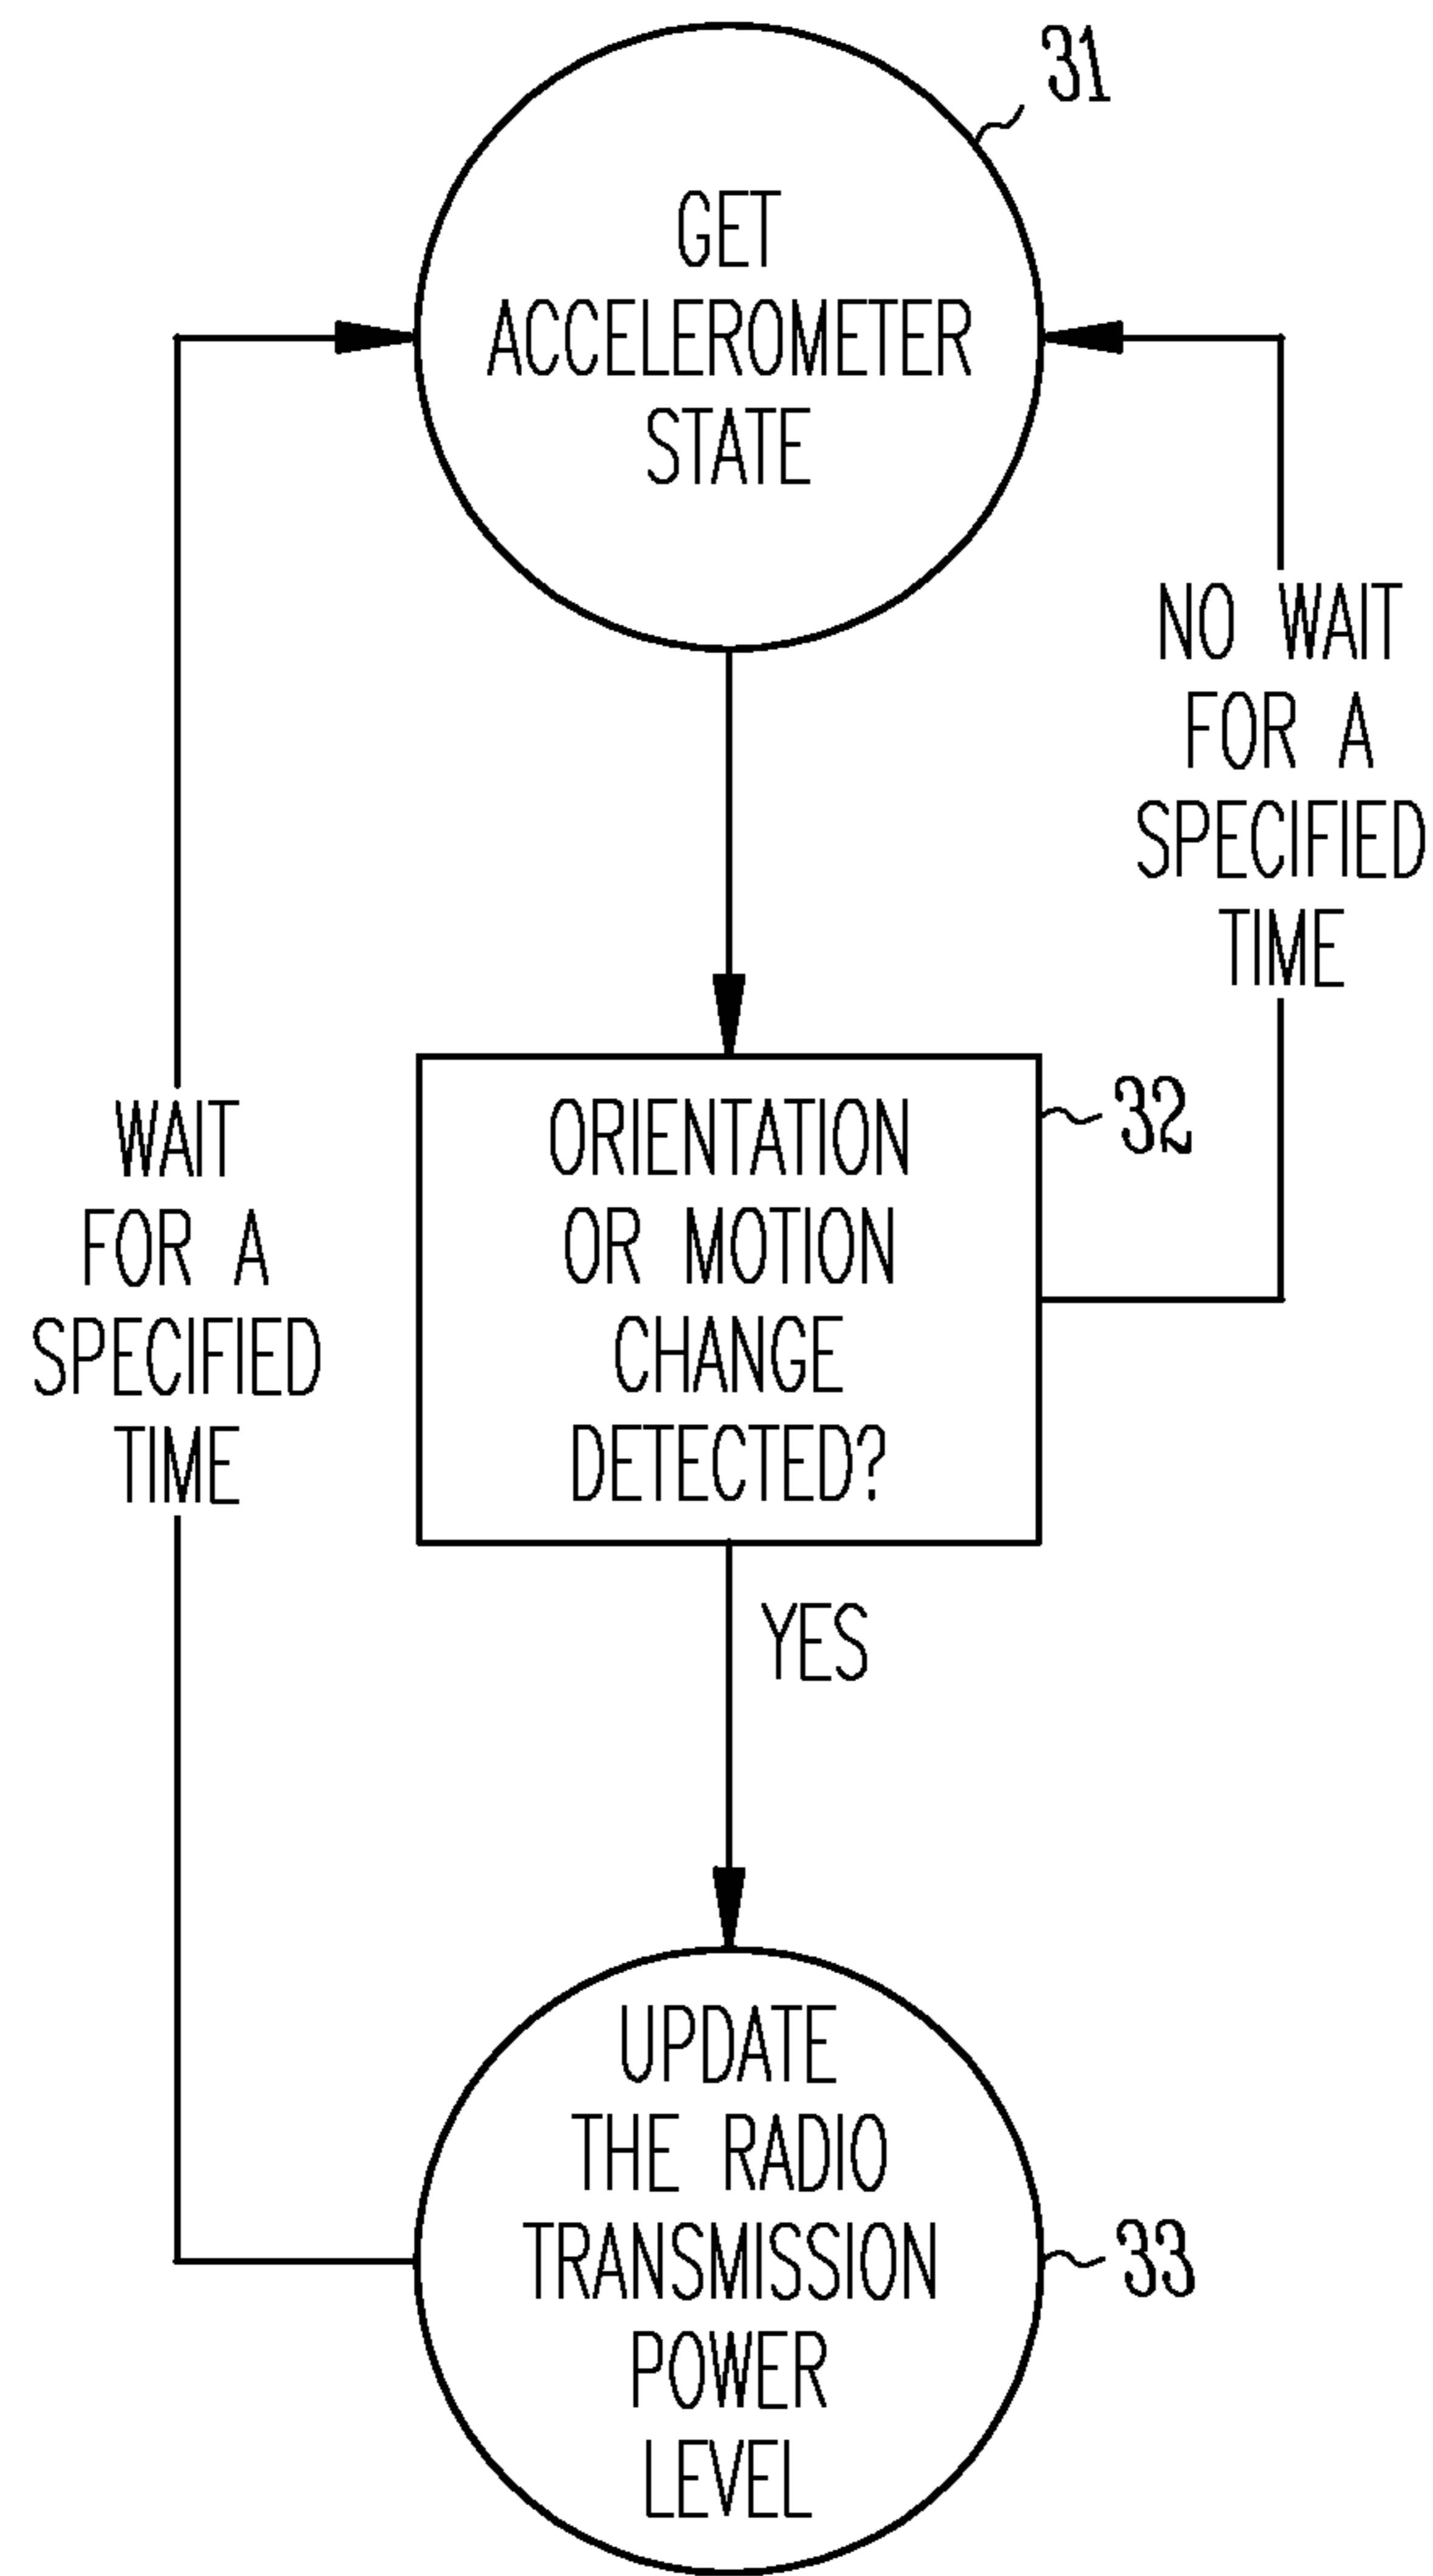 31
GET
ACCELEROMETER
STATE
NO WAIT
FOR A
SPECIFIED
TIME
32
ORIENTATION
OR MOTION
CHANGE
DETECTED?
WAIT
FOR A
SPECIFIED
TIME
YES
UPDATE
THE RADIO
TRANSMISSION
POWER
LEVEL
33